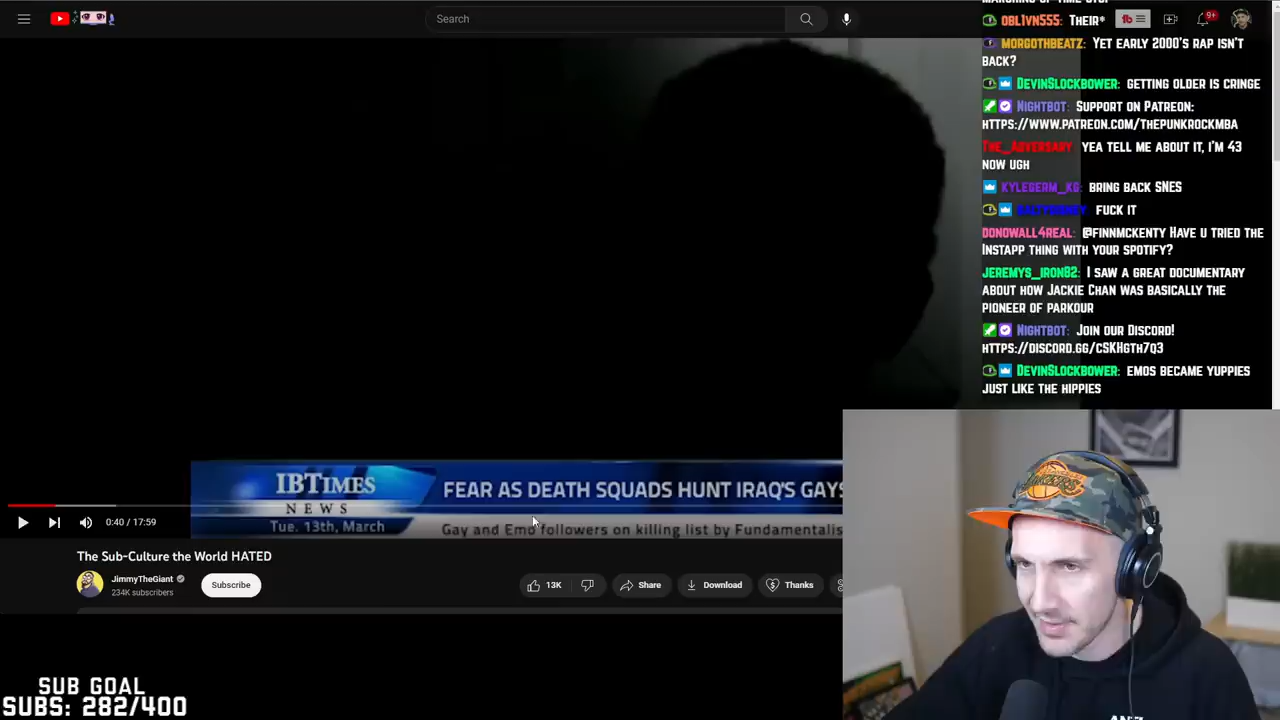 Search
9+
OBL1VN555: THEIR*
MORGOTHBEATZ: YET EARLY 2000'S RAP ISN'T
BACK?
DEVINSLOCKBOWER: GETTING OLDER IS CRINGE
NIGHTBOT: SUPPORT ON PATREON:
HTTPS://WWW.PATREON.COM/THEPUNKROCKMBA
THE_ADVERSARY: YEA TELL ME ABOUT IT, I'M 43
NOW UGH
KYLEGERM_KG: BRING BACK SNES
FUCK IT
DONOWALL4REAL: @FINNMCKENTY HAVE U TRIED THE
INSTAPP THING WITH YOUR SPOTIFY?
JEREMYS_IRON82: I SAW A GREAT DOCUMENTARY
ABOUT HOW JACKIE CHAN WAS BASICALLY THE
PIONEER OF PARKOUR
NIGHTBOT: JOIN OUR DISCORD!
HTTPS://DISCORD.GG/CSKHGTH7Q3
DEVINSLOCKBOWER: EMOS BECAME YUPPIES
JUST LIKE THE HIPPIES
IBTIMES
NEWS
Tue. 13th, March
FEAR AS DEATH SQUADS HUNT IRAQ'S GAYS
Gay and Emo followers on killing list by Fundamentalis
0:40 / 17:59
The Sub-Culture the World HATED
JimmyTheGiant
234K subscribers
Subscribe
13K
Share
Download
Thanks
SUB GOAL
SUBS: 282/400